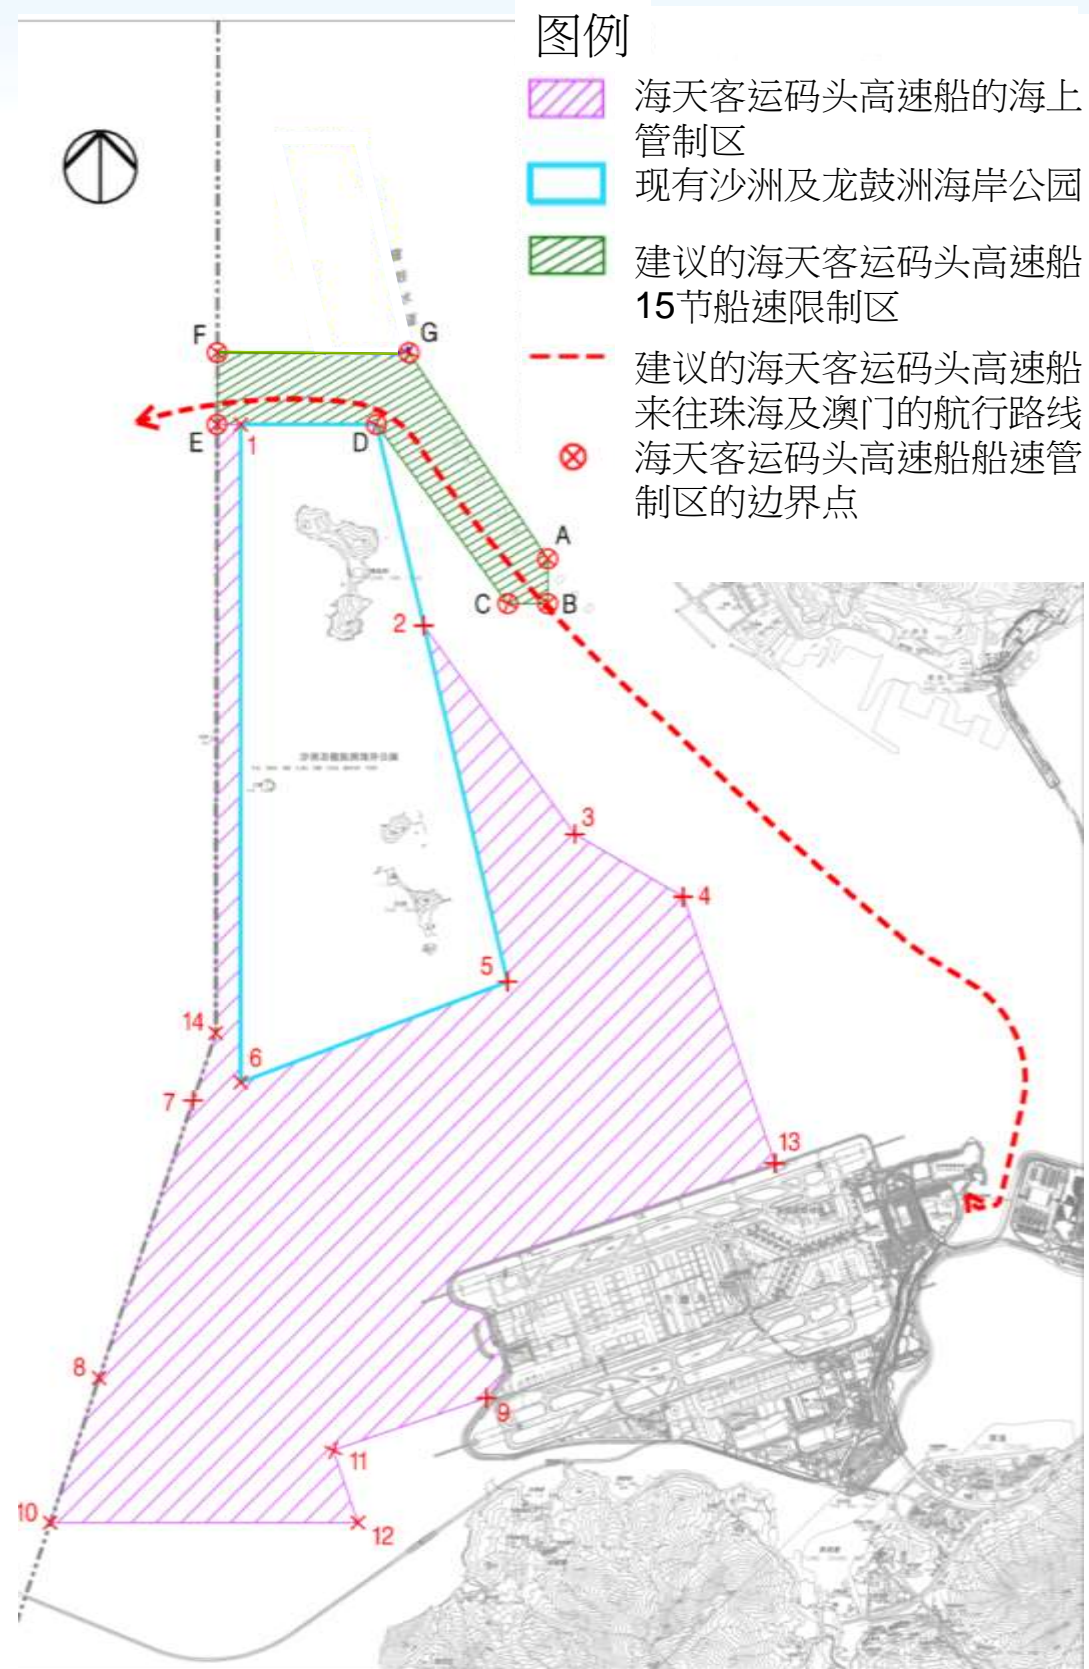 图例
海天客运码头高速船的海上
管制区
现有沙洲及龙鼓洲海岸公园
建议的海天客运码头高速船
15节船速限制区
建议的海天客运码头高速船
来往珠海及澳门的航行路线
海天客运码头高速船船速管
制区的边界点
F
G
E
1
D
A
C
B
2
3
4
5
14
6
7
13
8
9
11
10
12